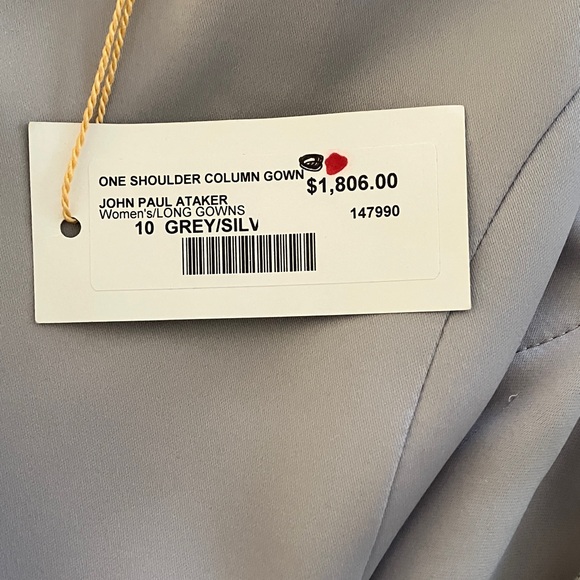 ONE SHOULDER COLUMN GOWN
$1,806.00
JOHN PAUL ATAKER
Women's/LONG GOWNS 147990
10 GREY/SILV